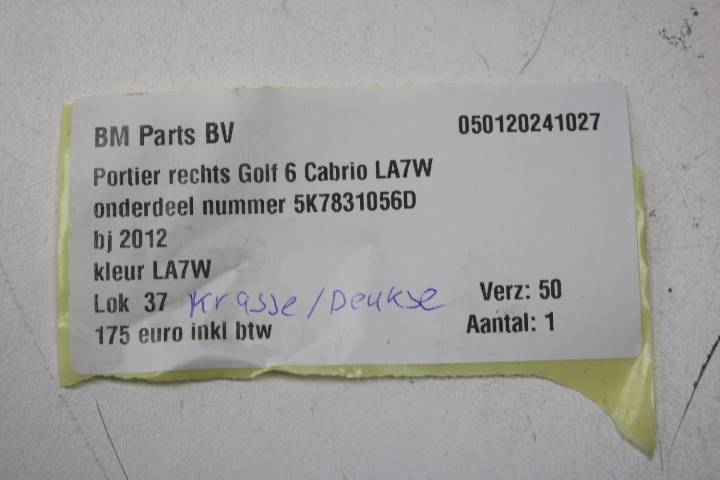 BM Parts BV 050120241027
Portier rechts Golf 6 Cabrio LA7W
onderdeel nummer 5K7831056D
bj 2012
kleur LA7W
Lok 37 Krasse/Deukse Verz: 50
175 euro inkl btw Aantal: 1